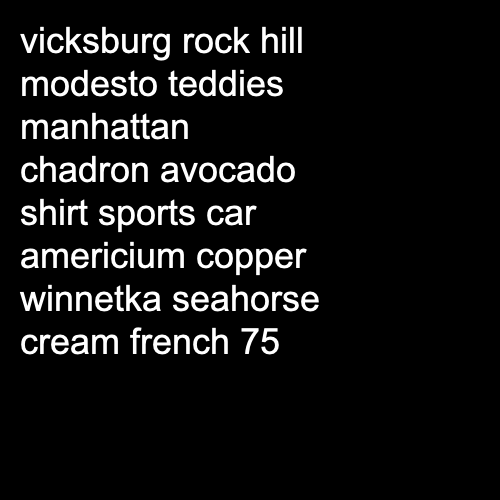 vicksburg rock hill
modesto teddies
manhattan
chadron avocado
shirt sports car
americium copper
winnetka seahorse
cream french 75